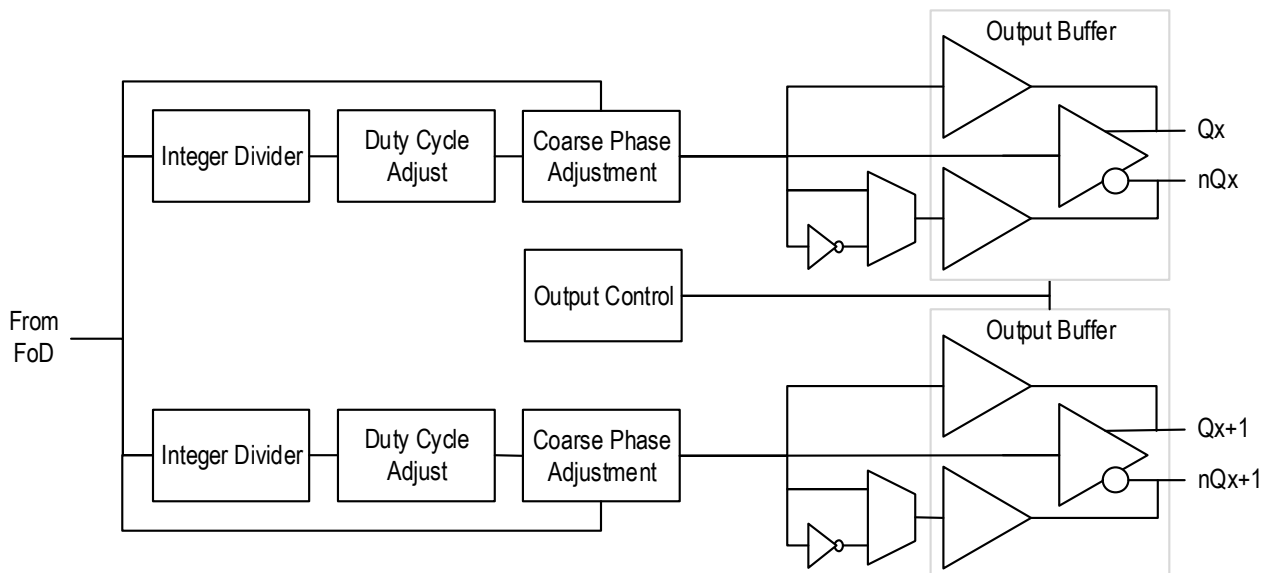 Output Buffer
Integer Divider
Duty Cycle
Adjust
Coarse Phase
Adjustment
Qx
nQx
Output Control
From
FoD
Output Buffer
Integer Divider
Duty Cycle
Adjust
Coarse Phase
Adjustment
Qx+1
nQx+1